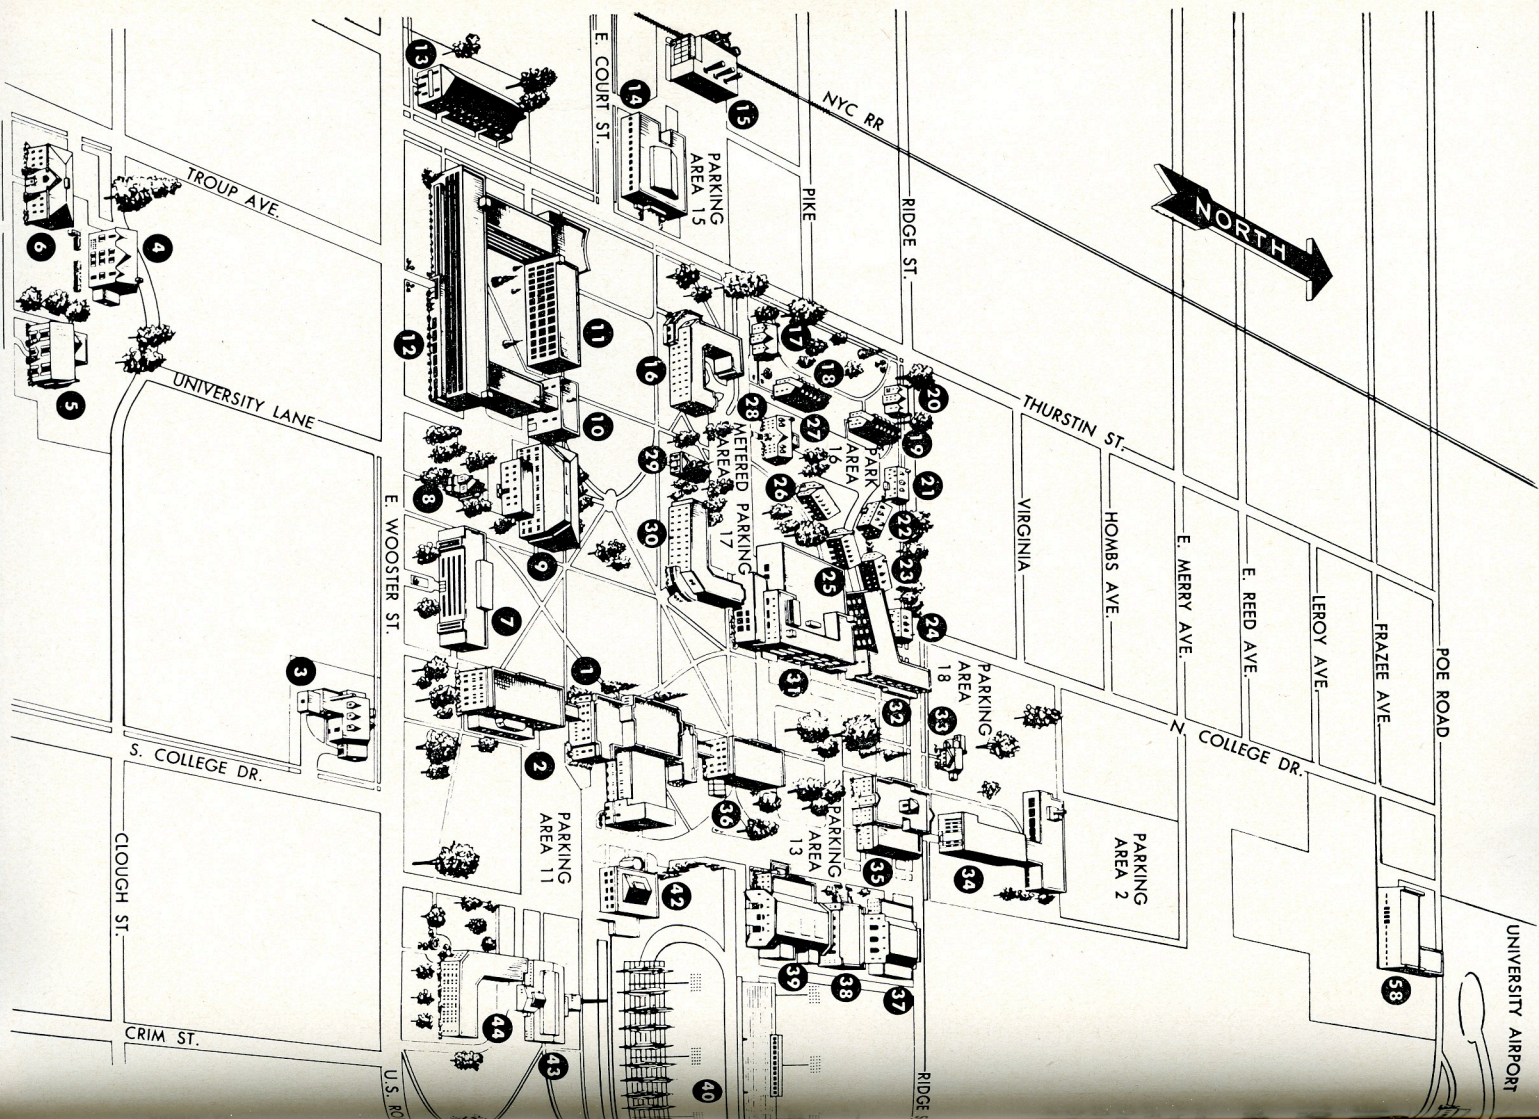 13
E. COURT ST.
14
15
NYC RR
PARKING
AREA 15
PIKE
RIDGE ST.
NORTH
TROUP AVE.
6
4
5
12
11
10
16
17
18
20
19
28
27
29
METERED PARKING
AREA 17
PARK
AREA
16
21
26
22
30
25
23
24
THURSTIN ST.
VIRGINIA
HOMBS AVE.
E. MERRY AVE.
E. REED AVE.
LEROY AVE.
FRAZEE AVE.
POE ROAD
UNIVERSITY LANE
8
9
7
E. WOOSTER ST.
3
1
2
31
32
33
PARKING
AREA
18
N. COLLEGE DR.
S. COLLEGE DR.
CLOUGH ST.
PARKING
AREA 11
36
PARKING
AREA
13
35
34
PARKING
AREA 2
42
39
38
37
58
UNIVERSITY AIRPORT
CRIM ST.
44
43
40
U.S. RO
RIDGE S